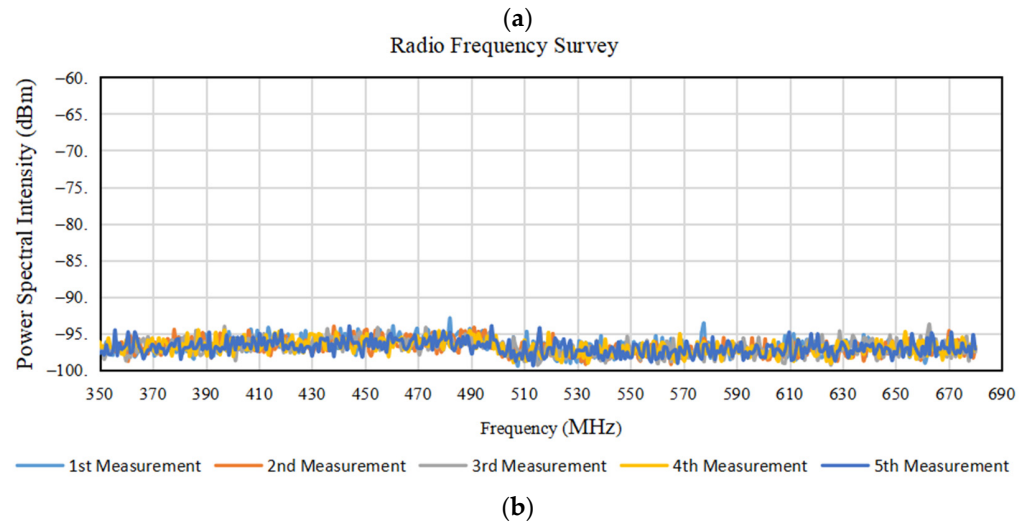 (a)
Radio Frequency Survey
Power Spectral Intensity (dBm)
−60.
−65.
−70.
−75.
−80.
−85.
−90.
−95.
−100.
350 370 390 410 430 450 470 490 510 530 550 570 590 610 630 650 670 690
Frequency (MHz)
1st Measurement 2nd Measurement 3rd Measurement 4th Measurement 5th Measurement
(b)